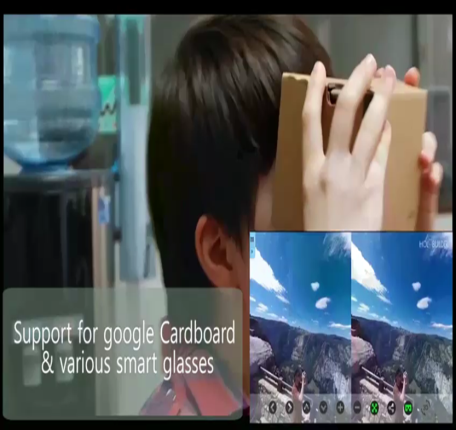 Support for google Cardboard
& various smart glasses